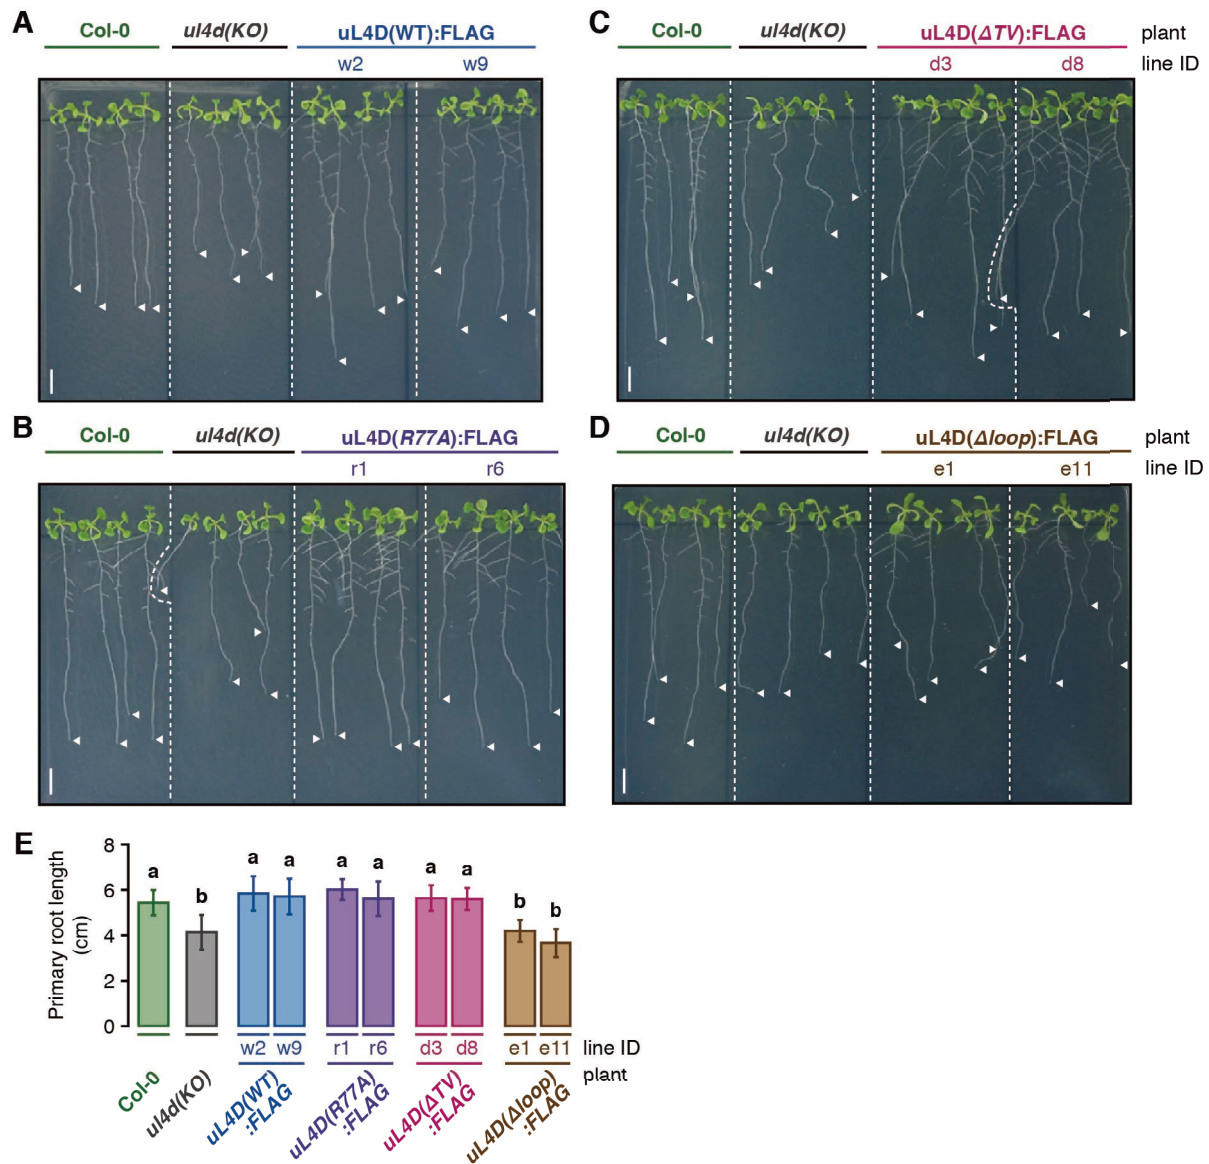 A
Col-0 ul4d(KO) uL4D(WT):FLAG
w2 w9
C
Col-0 ul4d(KO) uL4D(ΔTV):FLAG plant
d3 d8 line ID
B
Col-0 ul4d(KO) uL4D(R77A):FLAG
r1 r6
D
Col-0 ul4d(KO) uL4D(Δloop):FLAG plant
e1 e11 line ID
E
Primary root length
(cm)
8
6
4
2
0
a b a a a a a a b b
w2 w9 r1 r6 d3 d8 e1 e11 line ID
plant
Col-0
ul4d(KO)
uL4D(WT)
:FLAG
uL4D(R77A)
:FLAG
uL4D(ΔTV)
:FLAG
uL4D(Δloop)
:FLAG